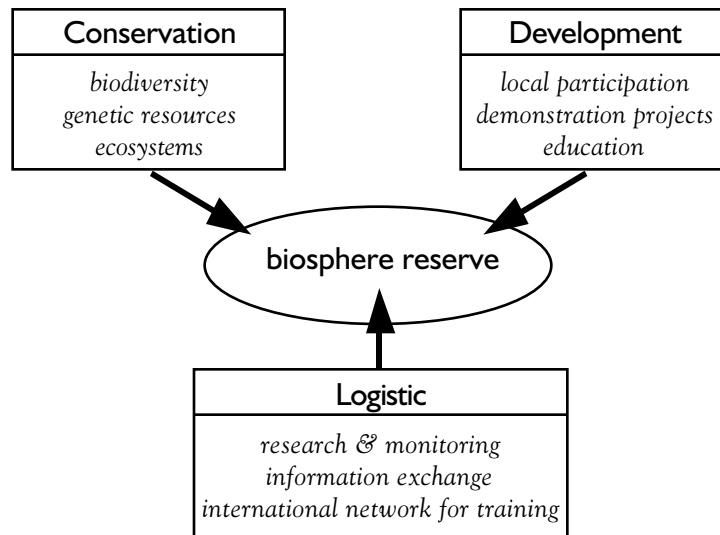 Conservation
biodiversity
genetic resources
ecosystems
Development
local participation
demonstration projects
education
biosphere reserve
Logistic
research & monitoring
information exchange
international network for training